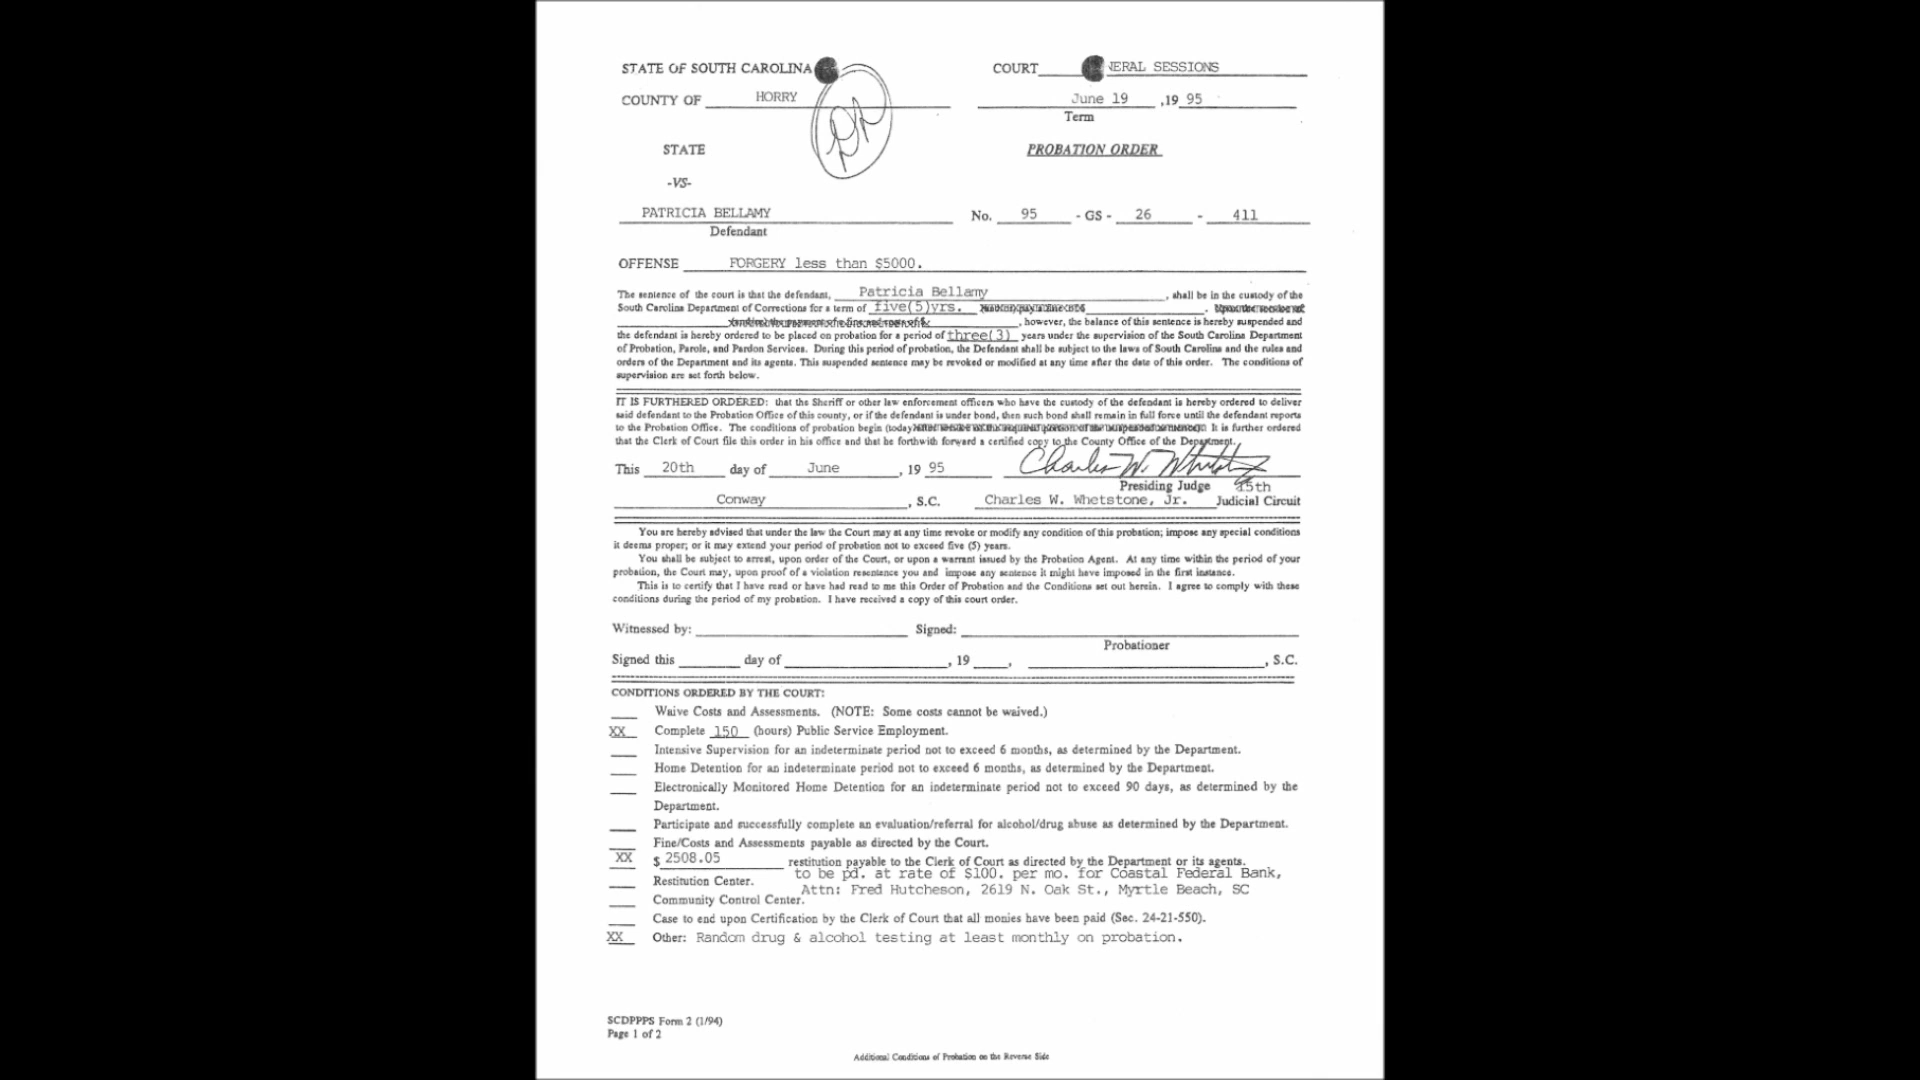 STATE OF SOUTH CAROLINA
COURT NERAL SESSIONS
COUNTY OF HORRY
June 19 ,19 95
Term
STATE
PROBATION ORDER
-VS-
PATRICIA BELLAMY
No. 95 - GS - 26 - 411
Defendant
OFFENSE FORGERY less than $5000.
The sentence of the court is that the defendant, Patricia Bellamy , shall be in the custody of the
South Carolina Department of Corrections for a term of five(5)yrs.
, however, the balance of this sentence is hereby suspended and
the defendant is hereby ordered to be placed on probation for a period of three(3) years under the supervision of the South Carolina Department
of Probation, Parole, and Pardon Services. During this period of probation, the Defendant shall be subject to the laws of South Carolina and the rules and
orders of the Department and its agents. This suspended sentence may be revoked or modified at any time after the date of this order. The conditions of
supervision are set forth below.
IT IS FURTHERED ORDERED: that the Sheriff or other law enforcement officers who have the custody of the defendant is hereby ordered to deliver
said defendant to the Probation Office of this county, or if the defendant is under bond, then such bond shall remain in full force until the defendant reports
to the Probation Office. The conditions of probation begin (today It is further ordered
that the Clerk of Court file this order in his office and that he forthwith forward a certified copy to the County Office of the Department.
This 20th day of June , 19 95 Charles W. Whetstone
Presiding Judge 15th
Conway , S.C. Charles W. Whetstone, Jr. Judicial Circuit
You are hereby advised that under the law the Court may at any time revoke or modify any condition of this probation; impose any special conditions
it deems proper; or it may extend your period of probation not to exceed five (5) years.
You shall be subject to arrest, upon order of the Court, or upon a warrant issued by the Probation Agent. At any time within the period of your
probation, the Court may, upon proof of a violation resentence you and impose any sentence it might have imposed in the first instance.
This is to certify that I have read or have had read to me this Order of Probation and the Conditions set out herein. I agree to comply with these
conditions during the period of my probation. I have received a copy of this court order.
Witnessed by: Signed:
Probationer
Signed this day of , 19 , , S.C.
CONDITIONS ORDERED BY THE COURT:
Waive Costs and Assessments. (NOTE: Some costs cannot be waived.)
XX Complete 150 (hours) Public Service Employment.
Intensive Supervision for an indeterminate period not to exceed 6 months, as determined by the Department.
Home Detention for an indeterminate period not to exceed 6 months, as determined by the Department.
Electronically Monitored Home Detention for an indeterminate period not to exceed 90 days, as determined by the
Department.
Participate and successfully complete an evaluation/referral for alcohol/drug abuse as determined by the Department.
Fine/Costs and Assessments payable as directed by the Court.
XX $ 2508.05 restitution payable to the Clerk of Court as directed by the Department or its agents.
to be pd. at rate of $100. per mo. for Coastal Federal Bank,
Restitution Center.
Attn: Fred Hutcheson, 2619 N. Oak St., Myrtle Beach, SC
Community Control Center.
Case to end upon Certification by the Clerk of Court that all monies have been paid (Sec. 24-21-550).
XX Other: Random drug & alcohol testing at least monthly on probation.
SCDPPPS Form 2 (1/94)
Page 1 of 2
Additional Conditions of Probation on the Reverse Side